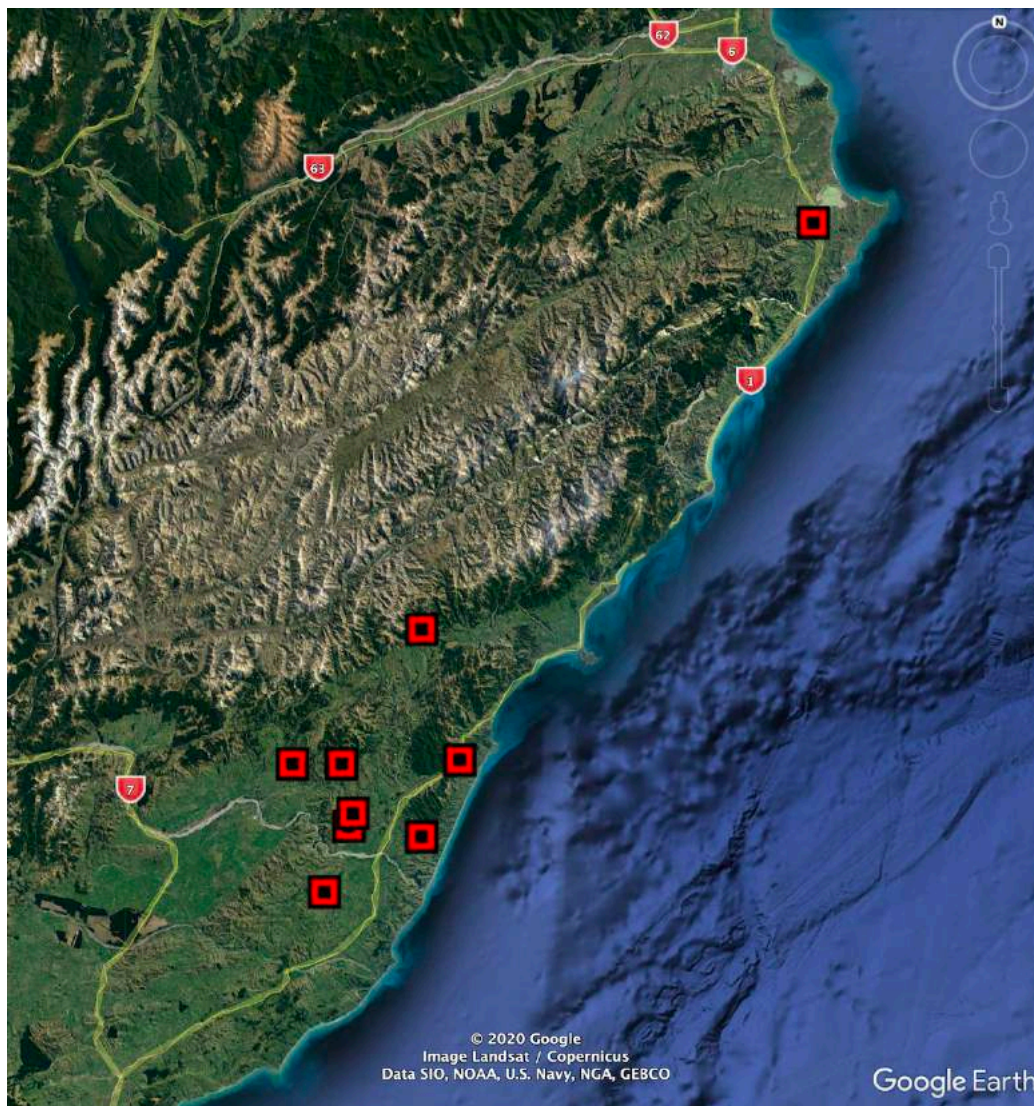 N
62
6
63
1
7
© 2020 Google
Image Landsat / Copernicus
Data SIO, NOAA, U.S. Navy, NGA, GEBCO
Google Earth